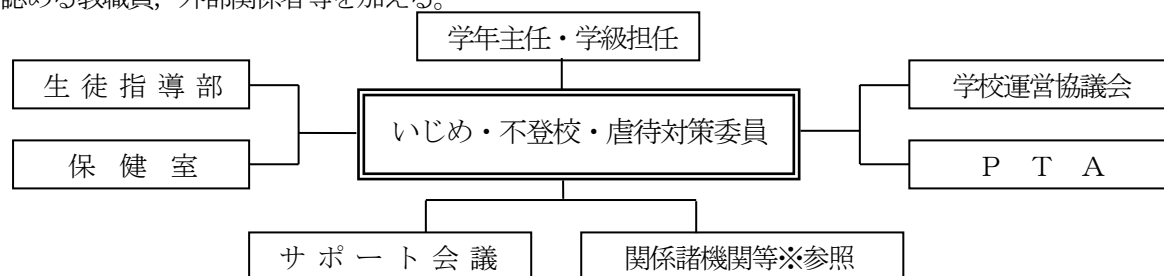 認める教職員，外部関係者等を加える。
学年主任・学級担任
生 徒 指 導 部
学校運営協議会
いじめ・不登校・虐待対策委員
保 健 室
Ｐ Ｔ Ａ
サ ポ ー ト 会 議
関係諸機関等※参照